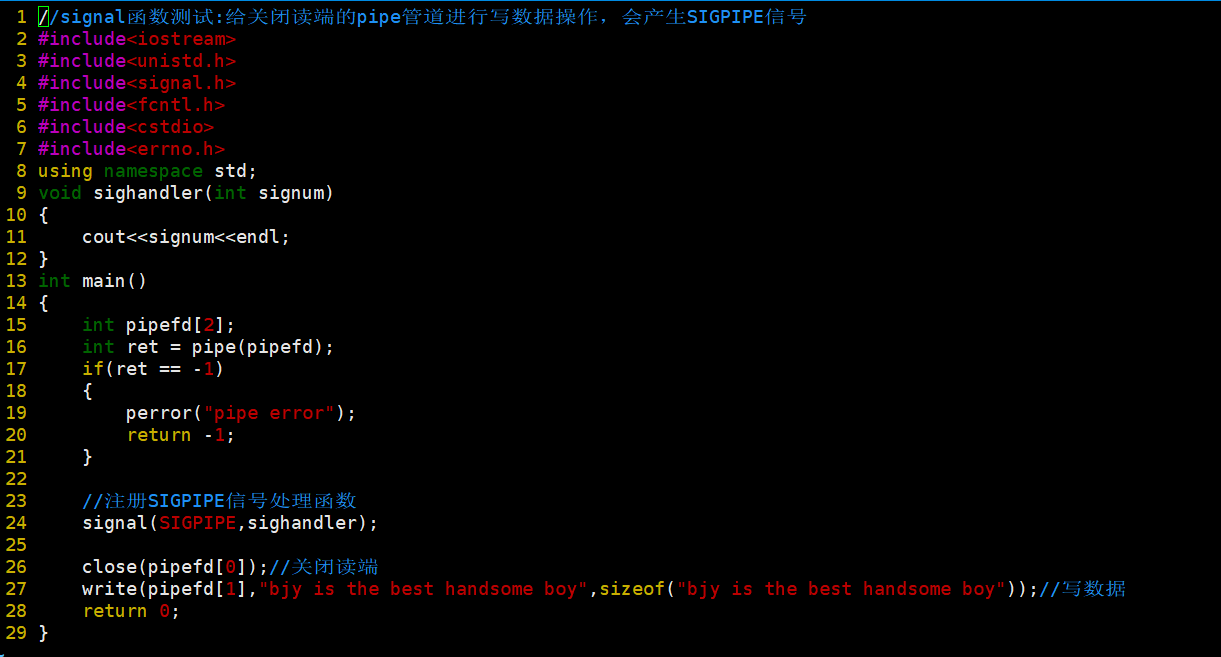 1 //signal函数测试:给关闭读端的pipe管道进行写数据操作，会产生SIGPIPE信号
2 #include<iostream>
3 #include<unistd.h>
4 #include<signal.h>
5 #include<fcntl.h>
6 #include<cstdio>
7 #include<errno.h>
8 using namespace std;
9 void sighandler(int signum)
10 {
11     cout<<signum<<endl;
12 }
13 int main()
14 {
15     int pipefd[2];
16     int ret = pipe(pipefd);
17     if(ret == -1)
18     {
19         perror("pipe error");
20         return -1;
21     }
22
23     //注册SIGPIPE信号处理函数
24     signal(SIGPIPE,sighandler);
25
26     close(pipefd[0]);//关闭读端
27     write(pipefd[1],"bjy is the best handsome boy",sizeof("bjy is the best handsome boy"));//写数据
28     return 0;
29 }